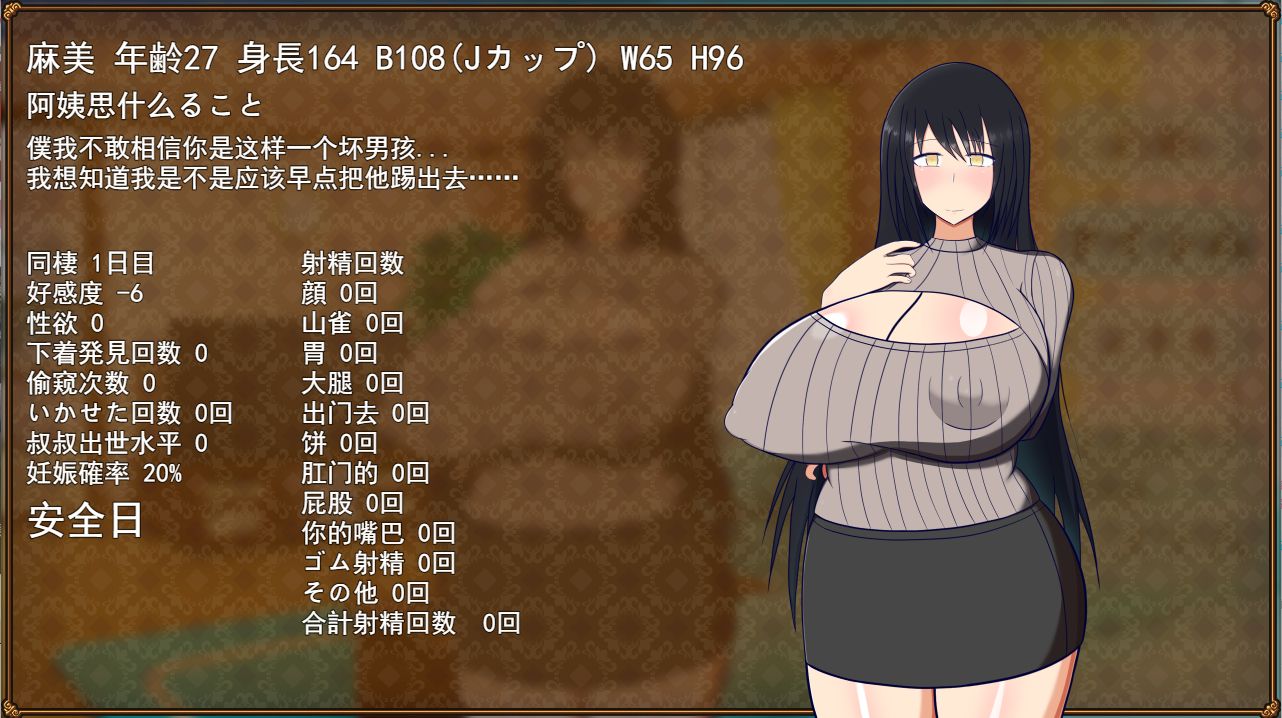 麻美 年齢27 身長164 B108(Jカップ) W65 H96
阿姨思什么ること
僕我不敢相信你是这样一个坏男孩...
我想知道我是不是应该早点把他踢出去……
同棲 1日目
好感度 -6
性欲 0
下着発見回数 0
偷窥次数 0
いかせた回数 0回
叔叔出世水平 0
妊娠確率 20%
安全日
射精回数
顔 0回
山雀 0回
胃 0回
大腿 0回
出门去 0回
饼 0回
肛门的 0回
屁股 0回
你的嘴巴 0回
ゴム射精 0回
その他 0回
合計射精回数 0回